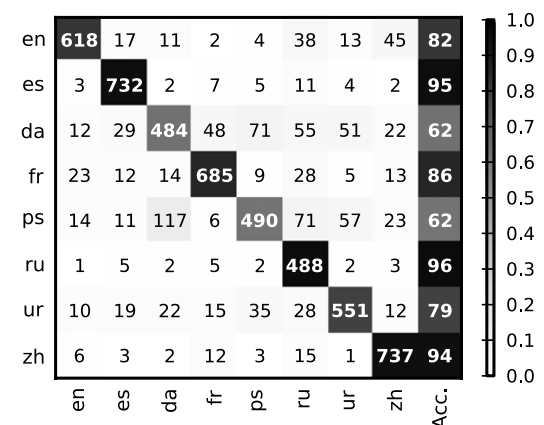 en 618 17 11 2 4 38 13 45 82
es 3 732 2 7 5 11 4 2 95
da 12 29 484 48 71 55 51 22 62
fr 23 12 14 685 9 28 5 13 86
ps 14 11 117 6 490 71 57 23 62
ru 1 5 2 5 2 488 2 3 96
ur 10 19 22 15 35 28 551 12 79
zh 6 3 2 12 3 15 1 737 94
en es da fr ps ru ur zh Acc.
1.0
0.9
0.8
0.7
0.6
0.5
0.4
0.3
0.2
0.1
0.0